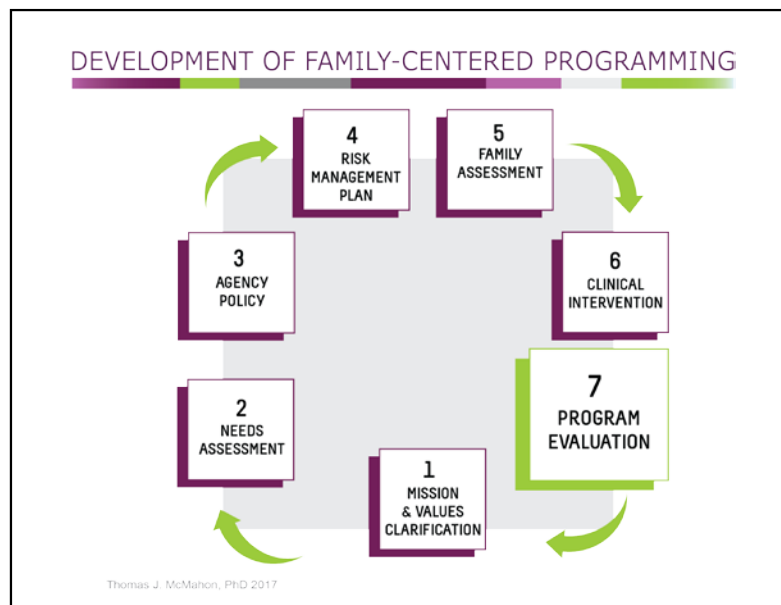 DEVELOPMENT OF FAMILY-CENTERED PROGRAMMING
1
MISSION
& VALUES
CLARIFICATION
2
NEEDS
ASSESSMENT
3
AGENCY
POLICY
4
RISK
MANAGEMENT
PLAN
5
FAMILY
ASSESSMENT
6
CLINICAL
INTERVENTION
7
PROGRAM
EVALUATION
Thomas J. McMahon, PhD 2017